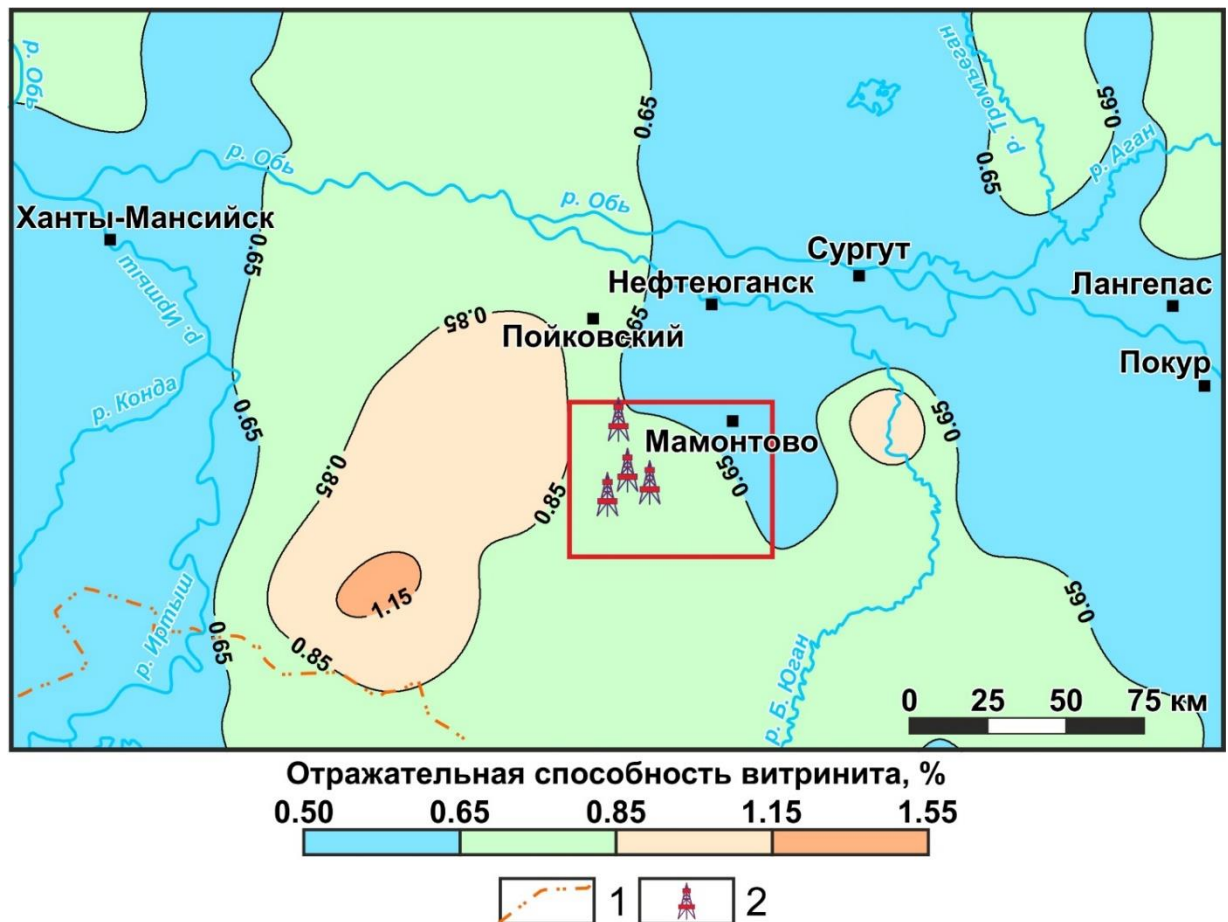 р. Обь
0.65
р. Тромъеган
0.65
р. Аган
0.65
р. Обь
р. Обь
Ханты-Мансийск
0.65
Сургут
р. Иртыш
Нефтеюганск
Лангепас
0.85
Пойковский
0.65
Покур
р. Конда
0.65
Мамонтово
0.65
0.85
0.85
0.65
1.15
р. Иртыш
0.65
0.65
0.85
р. Б. Юган
0 25 50 75 км
Отражательная способность витринита, %
0.50 0.65 0.85 1.15 1.55
1 2